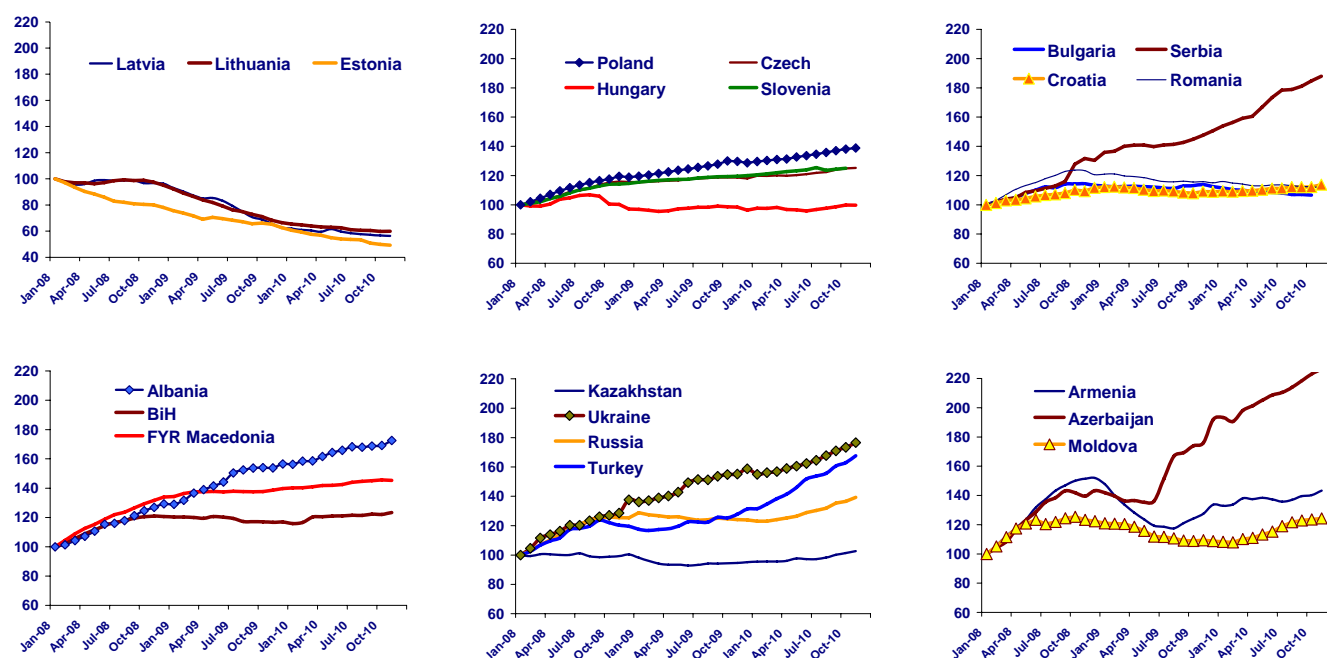 220
200
180
160
140
120
100
80
60
40
Latvia Lithuania Estonia
Jan-08 Apr-08 Jul-08 Oct-08 Jan-09 Apr-09 Jul-09 Oct-09 Jan-10 Apr-10 Jul-10 Oct-10
220
200
180
160
140
120
100
80
60
Poland Czech
Hungary Slovenia
Jan-08 Apr-08 Jul-08 Oct-08 Jan-09 Apr-09 Jul-09 Oct-09 Jan-10 Apr-10 Jul-10 Oct-10
220
200
180
160
140
120
100
80
60
Bulgaria Serbia
Croatia Romania
Jan-08 Apr-08 Jul-08 Oct-08 Jan-09 Apr-09 Jul-09 Oct-09 Jan-10 Apr-10 Jul-10 Oct-10
220
200
180
160
140
120
100
80
60
Albania
BiH
FYR Macedonia
Jan-08 Apr-08 Jul-08 Oct-08 Jan-09 Apr-09 Jul-09 Oct-09 Jan-10 Apr-10 Jul-10 Oct-10
220
200
180
160
140
120
100
80
60
Kazakhstan
Ukraine
Russia
Turkey
Jan-08 Apr-08 Jul-08 Oct-08 Jan-09 Apr-09 Jul-09 Oct-09 Jan-10 Apr-10 Jul-10 Oct-10
220
200
180
160
140
120
100
80
60
Armenia
Azerbaijan
Moldova
Jan-08 Apr-08 Jul-08 Oct-08 Jan-09 Apr-09 Jul-09 Oct-09 Jan-10 Apr-10 Jul-10 Oct-10